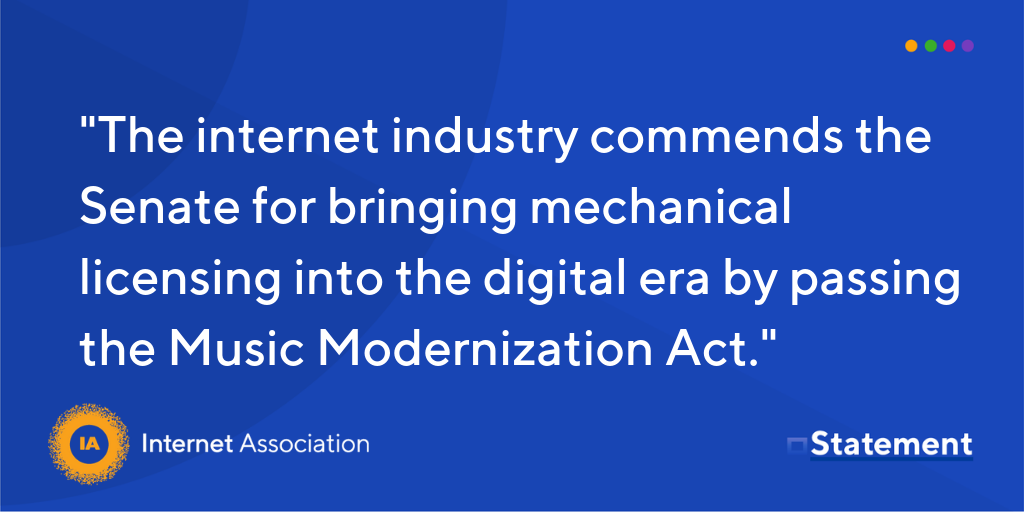 "The internet industry commends the
Senate for bringing mechanical
licensing into the digital era by passing
the Music Modernization Act."
IA Internet Association
Statement